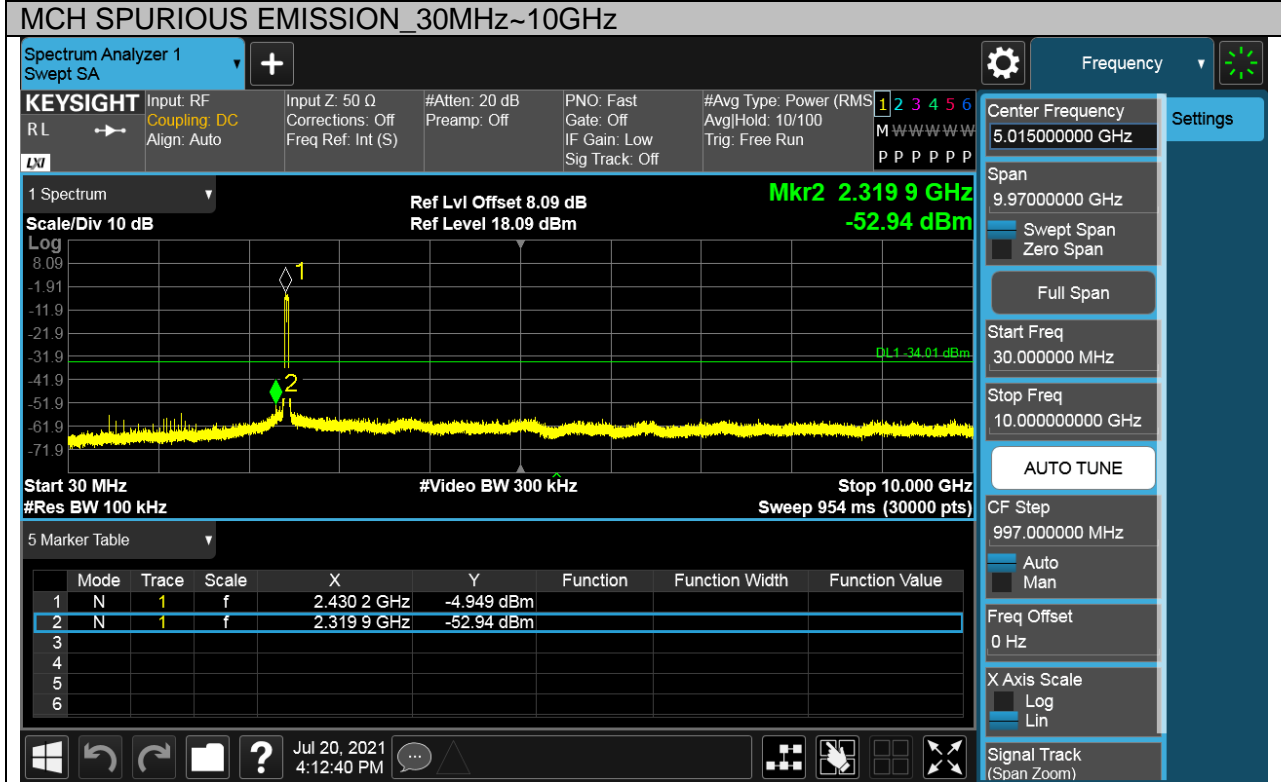 MCH SPURIOUS EMISSION_30MHz~10GHz
Spectrum Analyzer 1
Swept SA
+
Frequency
KEYSIGHT
RL
LXI
Input: RF
Coupling: DC
Align: Auto
Input Z: 50 Ω
Corrections: Off
Freq Ref: Int (S)
#Atten: 20 dB
Preamp: Off
PNO: Fast
Gate: Off
IF Gain: Low
Sig Track: Off
#Avg Type: Power (RMS
Avg|Hold: 10/100
Trig: Free Run
1 2 3 4 5 6
M W W W W W
P P P P P P
1 Spectrum
Scale/Div 10 dB
Ref Lvl Offset 8.09 dB
Ref Level 18.09 dBm
Mkr2 2.319 9 GHz
-52.94 dBm
Log
8.09
-1.91
-11.9
-21.9
-31.9
-41.9
-51.9
-61.9
-71.9
1
2
DL1 -34.01 dBm
Start 30 MHz
#Res BW 100 kHz
#Video BW 300 kHz
Stop 10.000 GHz
Sweep 954 ms (30000 pts)
5 Marker Table
Mode Trace Scale X Y Function Function Width Function Value
1 N 1 f 2.430 2 GHz -4.949 dBm
2 N 1 f 2.319 9 GHz -52.94 dBm
3
4
5
6
?
Jul 20, 2021
4:12:40 PM
Center Frequency
5.015000000 GHz
Settings
Span
9.97000000 GHz
Swept Span
Zero Span
Full Span
Start Freq
30.000000 MHz
Stop Freq
10.000000000 GHz
AUTO TUNE
CF Step
997.000000 MHz
Auto
Man
Freq Offset
0 Hz
X Axis Scale
Log
Lin
Signal Track
(Span Zoom)